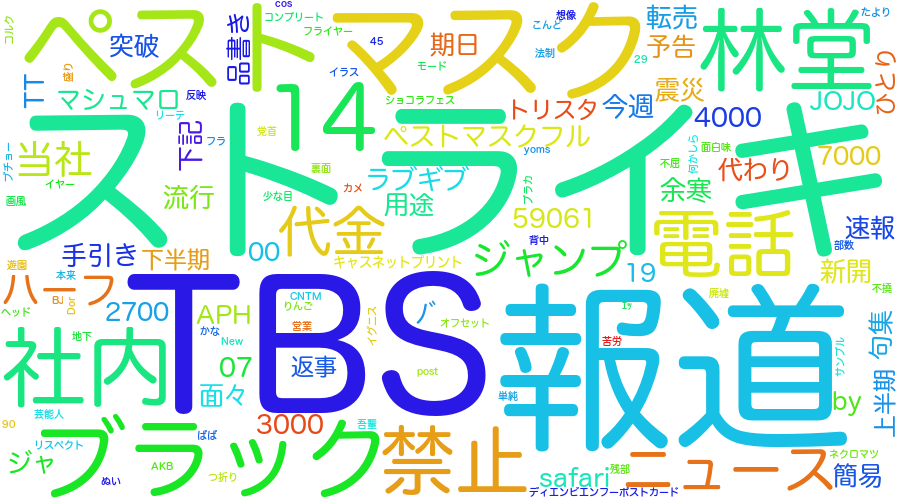 cos
コルク
ペスト
突破
品書き
コンプリート
フライヤー
45
マスク
期日
想像
こんど
法制
転売
29
予告
林堂
たより
ひとり
TT
偏り
マシュマロ
反映
リーテ
イラス
モード
ショコラフェス
トリスタ
今週
震災
4000
JOJO
プチョー
当社
イヤー
下記
フラ
党首
14
ペストマスクフル
yoms
面白味
何かしら
不屈
代わり
7000
ストライキ
画風
流行
少な目
裏面
カメ
ラブギブ
用途
ブラカ
余寒
59061
代金
電話
速報
部数
手引き
下半期
00
キャスネットプリント
背中
ジャンプ
19
新開
遊園
本来
ハーフ
BJ
Dor
2700
TBS
APH
CNTM
りんご
営業
バ
イグニス
オフセット
報道
1ヶ
廃墟
不撓
ヘッド
地下
かな
New
苦労
サンプル
句集
社内
07
返事
post
面々
単純
上半期
90
芸能人
3000
吾輩
by
リスペクト
ぱぱ
ジャ
ブラック
AKB
つ折り
禁止
safari
ニュース
残部
ネクロマツ
簡易
ぬい
ディエンビエンフーポストカード